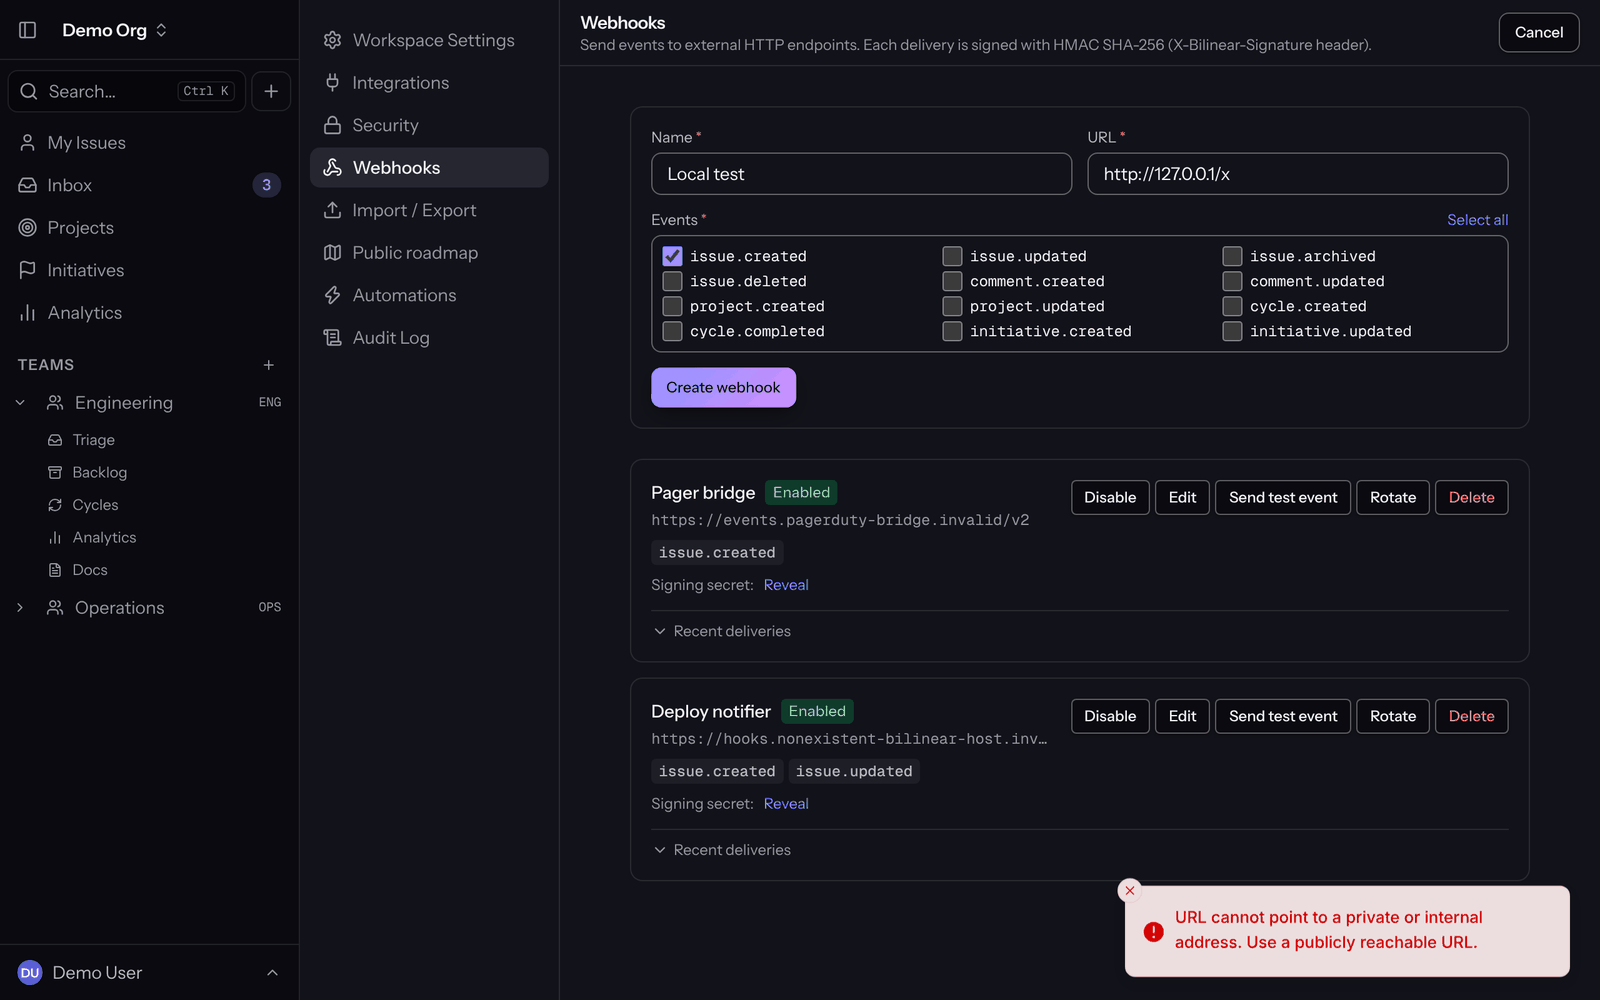 Demo Org
Search...
Ctrl K
My Issues
Inbox
3
Projects
Initiatives
Analytics
TEAMS
Engineering
ENG
Triage
Backlog
Cycles
Analytics
Docs
Operations
OPS
DU
Demo User
Workspace Settings
Integrations
Security
Webhooks
Import / Export
Public roadmap
Automations
Audit Log
Webhooks
Send events to external HTTP endpoints. Each delivery is signed with HMAC SHA-256 (X-Bilinear-Signature header).
Cancel
Name *
Local test
URL *
http://127.0.0.1/x
Events *
Select all
issue.created
issue.updated
issue.archived
issue.deleted
comment.created
comment.updated
project.created
project.updated
cycle.created
cycle.completed
initiative.created
initiative.updated
Create webhook
Pager bridge
Enabled
Disable
Edit
Send test event
Rotate
Delete
https://events.pagerduty-bridge.invalid/v2
issue.created
Signing secret: Reveal
Recent deliveries
Deploy notifier
Enabled
Disable
Edit
Send test event
Rotate
Delete
https://hooks.nonexistent-bilinear-host.inv…
issue.created
issue.updated
Signing secret: Reveal
Recent deliveries
URL cannot point to a private or internal
address. Use a publicly reachable URL.